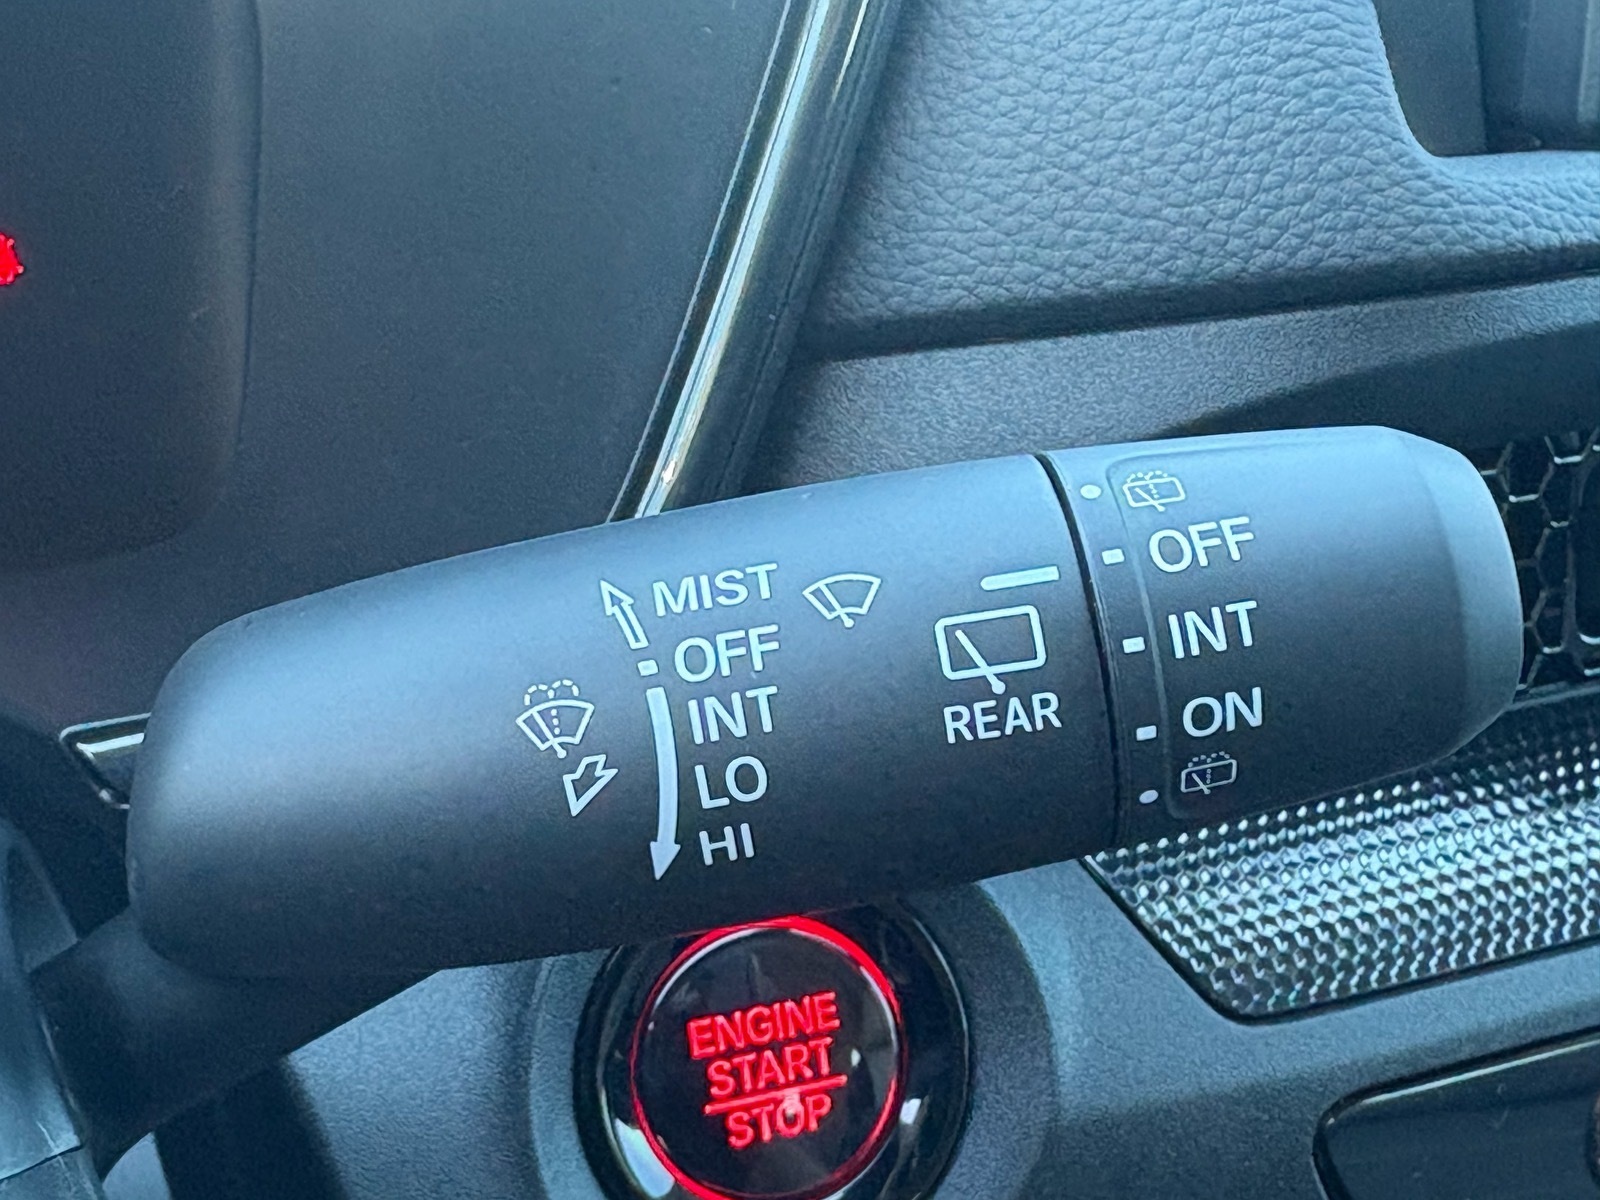 MIST
OFF
INT
LO
HI
REAR
OFF
INT
ON
ENGINE
START
STOP